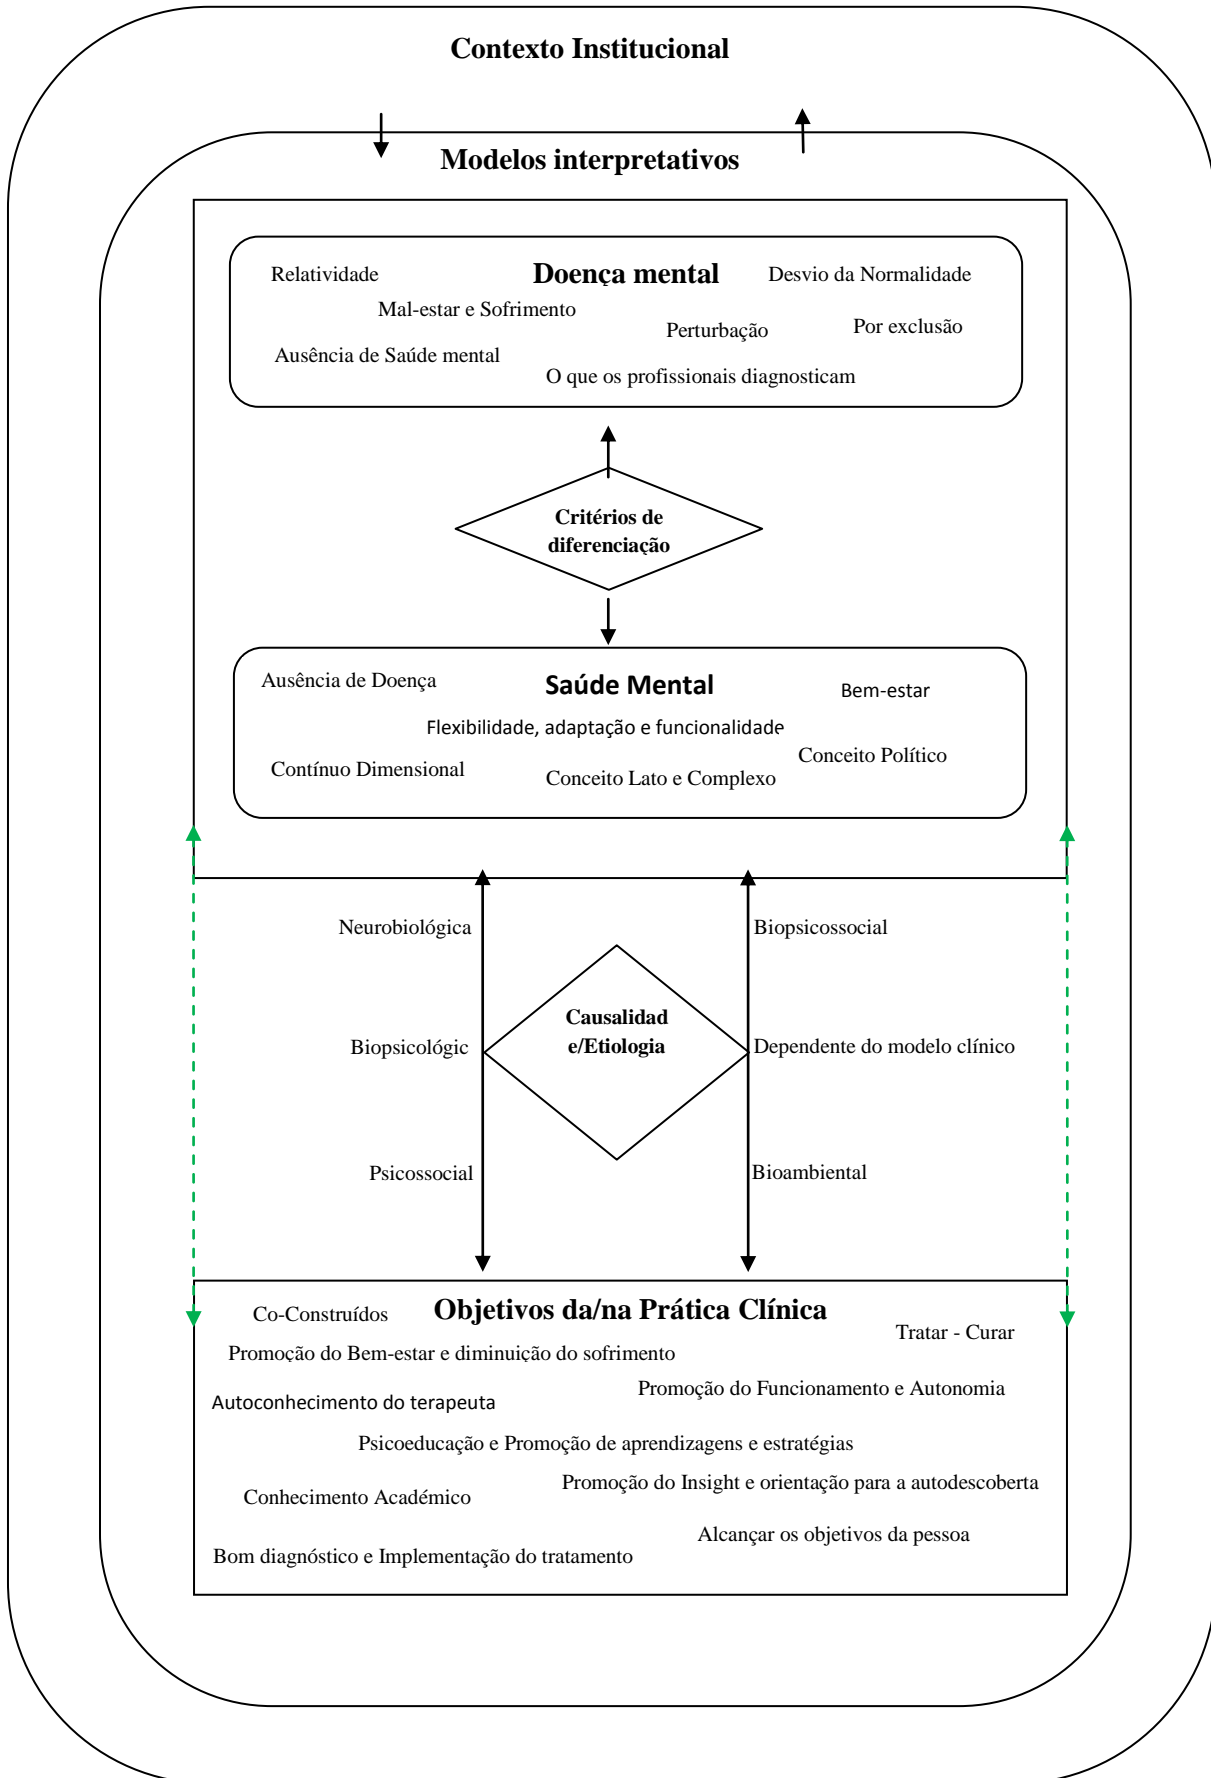 Contexto Institucional
Modelos interpretativos
Relatividade
Doença mental
Desvio da Normalidade
Mal-estar e Sofrimento
Perturbação
Por exclusão
Ausência de Saúde mental
O que os profissionais diagnosticam
Critérios de
diferenciação
Ausência de Doença
Saúde Mental
Bem-estar
Flexibilidade, adaptação e funcionalidade
Contínuo Dimensional
Conceito Lato e Complexo
Conceito Político
Neurobiológica
Biopsicossocial
Causalidad
e/Etiologia
Biopsicológic
Dependente do modelo clínico
Psicossocial
Bioambiental
Co-Construídos
Objetivos da/na Prática Clínica
Tratar - Curar
Promoção do Bem-estar e diminuição do sofrimento
Autoconhecimento do terapeuta
Promoção do Funcionamento e Autonomia
Psicoeducação e Promoção de aprendizagens e estratégias
Promoção do Insight e orientação para a autodescoberta
Conhecimento Académico
Alcançar os objetivos da pessoa
Bom diagnóstico e Implementação do tratamento